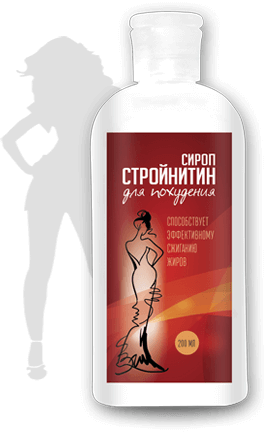 СИРОП
СТРОЙНИТИН
для похудения
СПОСОБСТВУЕТ
ЭФФЕКТИВНОМУ
СЖИГАНИЮ
ЖИРОВ
200 МЛ